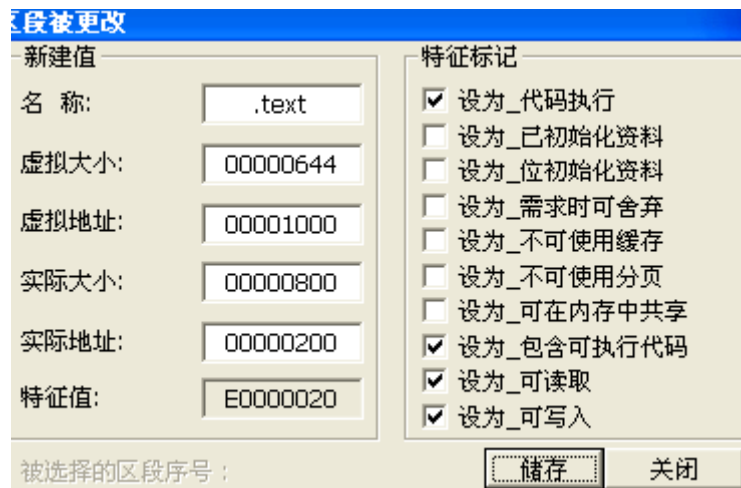 区段被更改
新建值
名 称: .text
虚拟大小: 00000644
虚拟地址: 00001000
实际大小: 00000800
实际地址: 00000200
特征值: E0000020
特征标记
设为_代码执行
设为_已初始化资料
设为_位初始化资料
设为_需求时可舍弃
设为_不可使用缓存
设为_不可使用分页
设为_可在内存中共享
设为_包含可执行代码
设为_可读取
设为_可写入
被选择的区段序号:
储存 关闭